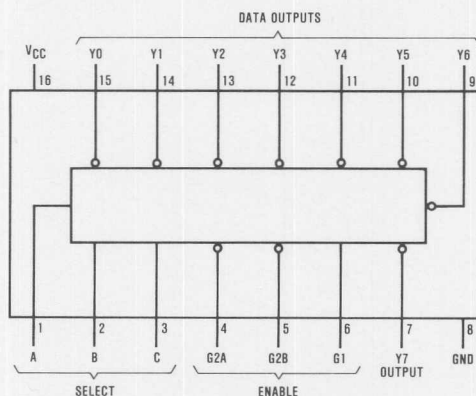 DATA OUTPUTS
VCC Y0 Y1 Y2 Y3 Y4 Y5 Y6
16 15 14 13 12 11 10 9
1 2 3 4 5 6 7 8
A B C G2A G2B G1 Y7 GND
OUTPUT
SELECT ENABLE